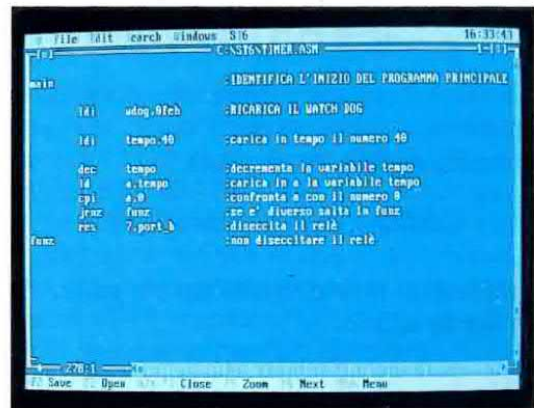 File Edit Search Windows ST6 16:33:43
C:\ST6\TIMER.ASM 1-[↕]
main ;IDENTIFICA L'INIZIO DEL PROGRAMMA PRINCIPALE
ldi wdog,0feh ;RICARICA IL WATCH DOG
ldi tempo,40 ;carica in tempo il numero 40
dec tempo ;decrementa la variabile tempo
ld a,tempo ;carica in a la variabile tempo
cpi a,0 ;confronta a con il numero 0
jrnz funz ;se e' diverso salta in funz
res 7,port_b ;diseccita il relè
funz ;non diseccitare il relè
278:1
Save Open Close Zoom Next Menu